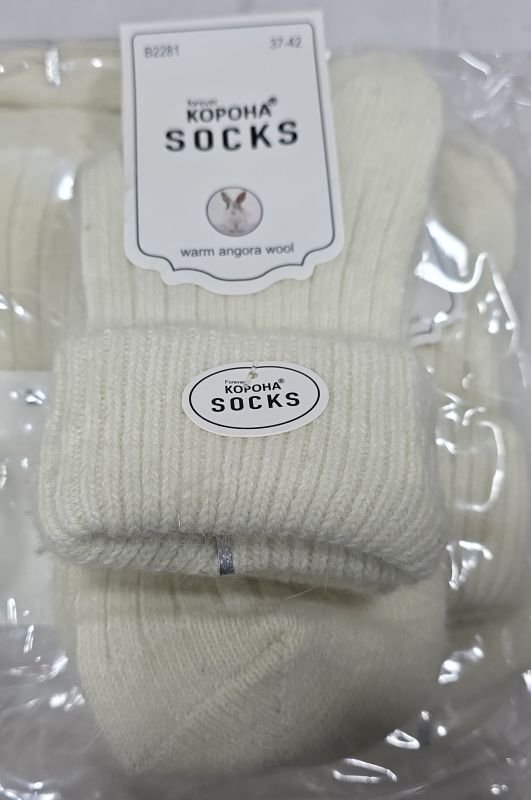 B2281 37-42
forever
КОРОНА®
SOCKS
warm angora wool
Forever
КОРОНА®
SOCKS